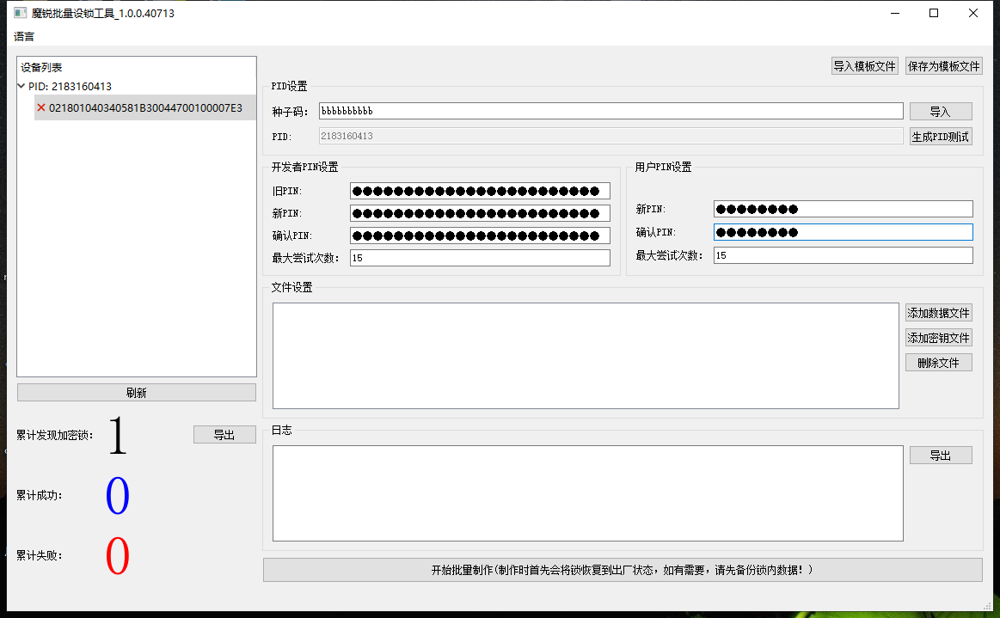 魔锐批量设锁工具_1.0.0.40713
语言
设备列表
PID: 2183160413
021801040340581B30044700100007E3
刷新
累计发现加密锁: 1
导出
累计成功: 0
累计失败: 0
导入模板文件 保存为模板文件
PID设置
种子码: bbbbbbbbbb 导入
PID: 2183160413 生成PID测试
开发者PIN设置
旧PIN: ●●●●●●●●●●●●●●●●●●●●●●●●
新PIN: ●●●●●●●●●●●●●●●●●●●●●●●●
确认PIN: ●●●●●●●●●●●●●●●●●●●●●●●●
最大尝试次数: 15
用户PIN设置
新PIN: ●●●●●●●●
确认PIN: ●●●●●●●●
最大尝试次数: 15
文件设置
添加数据文件
添加密钥文件
删除文件
日志
导出
开始批量制作(制作时首先会将锁恢复到出厂状态，如有需要，请先备份锁内数据！)